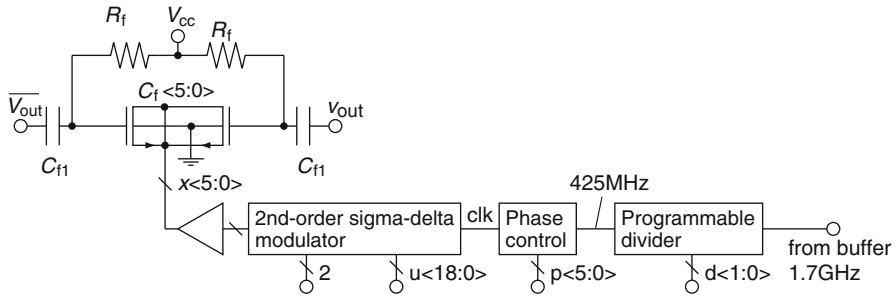 R_f
V_cc
R_f
C_f <5:0>
\overline{V_out}
v_out
C_f1
C_f1
x<5:0>
425MHz
2nd-order sigma-delta
modulator
clk
Phase
control
Programmable
divider
from buffer
1.7GHz
2
u<18:0>
p<5:0>
d<1:0>